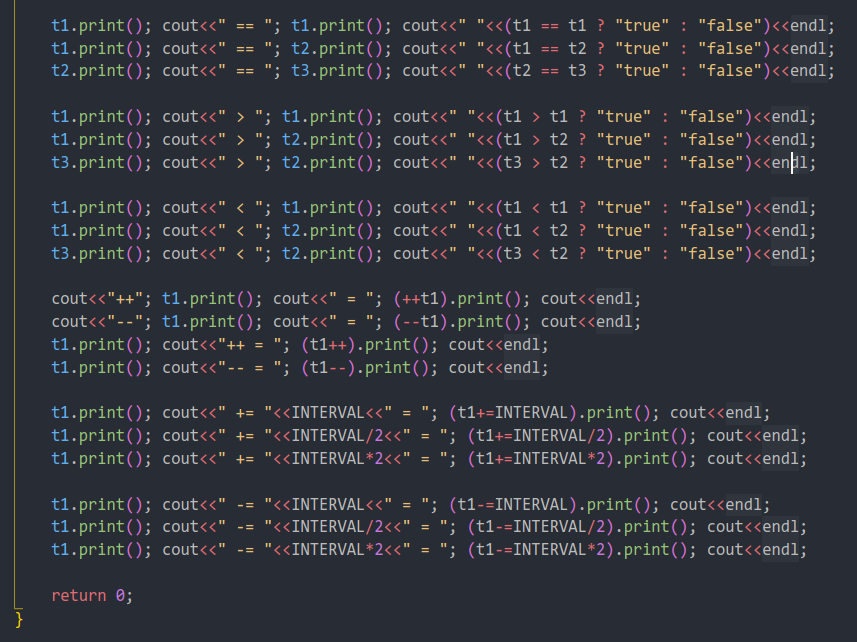 t1.print(); cout<<" == "; t1.print(); cout<<" "<<(t1 == t1 ? "true" : "false")<<endl;
t1.print(); cout<<" == "; t2.print(); cout<<" "<<(t1 == t2 ? "true" : "false")<<endl;
t2.print(); cout<<" == "; t3.print(); cout<<" "<<(t2 == t3 ? "true" : "false")<<endl;
t1.print(); cout<<" > "; t1.print(); cout<<" "<<(t1 > t1 ? "true" : "false")<<endl;
t1.print(); cout<<" > "; t2.print(); cout<<" "<<(t1 > t2 ? "true" : "false")<<endl;
t3.print(); cout<<" > "; t2.print(); cout<<" "<<(t3 > t2 ? "true" : "false")<<endl;
t1.print(); cout<<" < "; t1.print(); cout<<" "<<(t1 < t1 ? "true" : "false")<<endl;
t1.print(); cout<<" < "; t2.print(); cout<<" "<<(t1 < t2 ? "true" : "false")<<endl;
t3.print(); cout<<" < "; t2.print(); cout<<" "<<(t3 < t2 ? "true" : "false")<<endl;
cout<<"++"; t1.print(); cout<<" = "; (++t1).print(); cout<<endl;
cout<<"--"; t1.print(); cout<<" = "; (--t1).print(); cout<<endl;
t1.print(); cout<<"++ = "; (t1++).print(); cout<<endl;
t1.print(); cout<<"-- = "; (t1--).print(); cout<<endl;
t1.print(); cout<<" += "<<INTERVAL<<" = "; (t1+=INTERVAL).print(); cout<<endl;
t1.print(); cout<<" += "<<INTERVAL/2<<" = "; (t1+=INTERVAL/2).print(); cout<<endl;
t1.print(); cout<<" += "<<INTERVAL*2<<" = "; (t1+=INTERVAL*2).print(); cout<<endl;
t1.print(); cout<<" -= "<<INTERVAL<<" = "; (t1-=INTERVAL).print(); cout<<endl;
t1.print(); cout<<" -= "<<INTERVAL/2<<" = "; (t1-=INTERVAL/2).print(); cout<<endl;
t1.print(); cout<<" -= "<<INTERVAL*2<<" = "; (t1-=INTERVAL*2).print(); cout<<endl;
return 0;
}